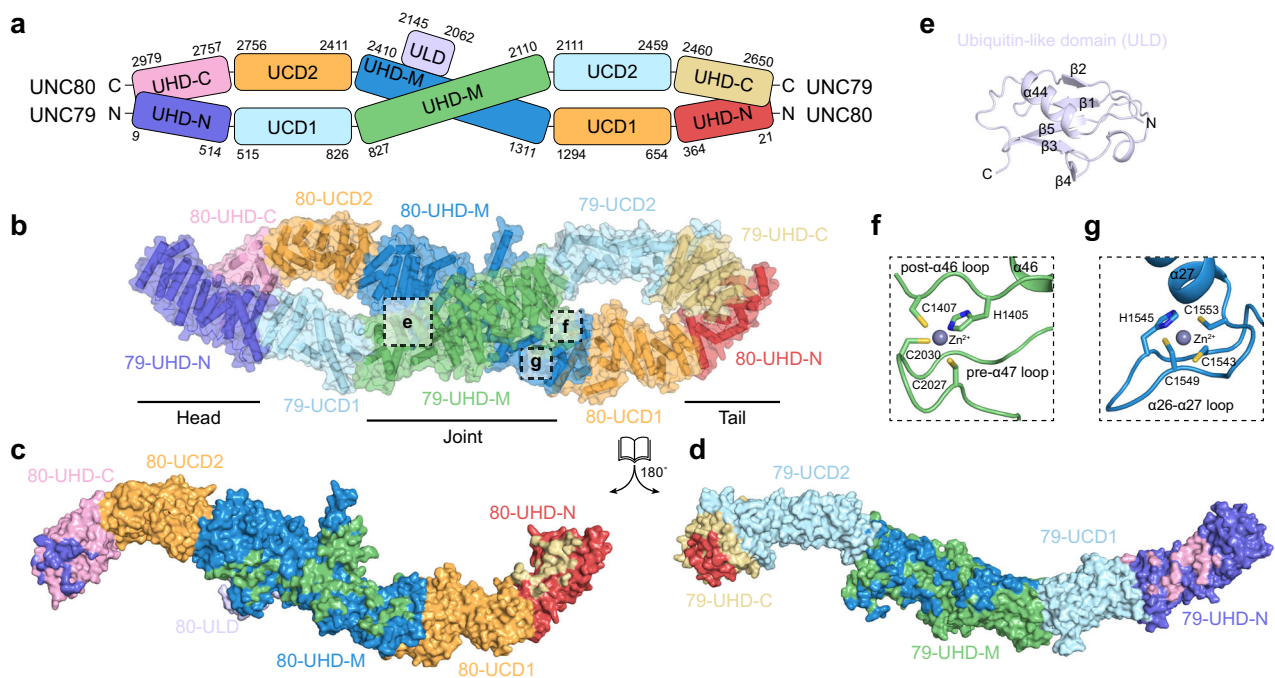 a
2145 2062
2979 2757 2756 2411 2410 ULD 2110 2111 2459 2460 2650
UNC80 C UHD-C UCD2 UHD-M UHD-M UCD2 UHD-C C UNC79
UNC79 N UHD-N UCD1 UCD1 UHD-N N UNC80
9 514 515 826 827 1311 1294 654 364 21
e
Ubiquitin-like domain (ULD)
β2
α44
β1
N
β5
β3
C
β4
b
80-UHD-C
80-UCD2
80-UHD-M
79-UCD2
79-UHD-C
e
f
g
79-UHD-N
79-UCD1
79-UHD-M
80-UCD1
80-UHD-N
Head
Joint
Tail
180°
f
post-α46 loop
α46
C1407
H1405
Zn²⁺
C2030
pre-α47 loop
C2027
g
α27
H1545
C1553
Zn²⁺
C1543
C1549
α26-α27 loop
c
80-UHD-C
80-UCD2
80-UHD-N
80-ULD
80-UHD-M
80-UCD1
d
79-UCD2
79-UCD1
79-UHD-C
79-UHD-N
79-UHD-M